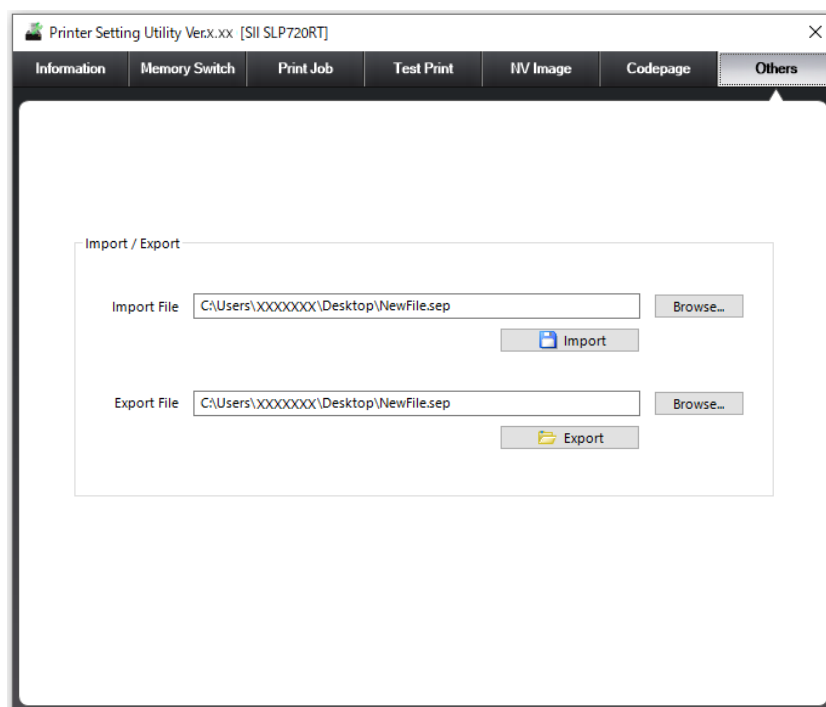 Printer Setting Utility Ver.x.xx [SII SLP720RT]
Information Memory Switch Print Job Test Print NV Image Codepage Others
Import / Export
Import File C:\Users\XXXXXXX\Desktop\NewFile.sep Browse...
Import
Export File C:\Users\XXXXXXX\Desktop\NewFile.sep Browse...
Export